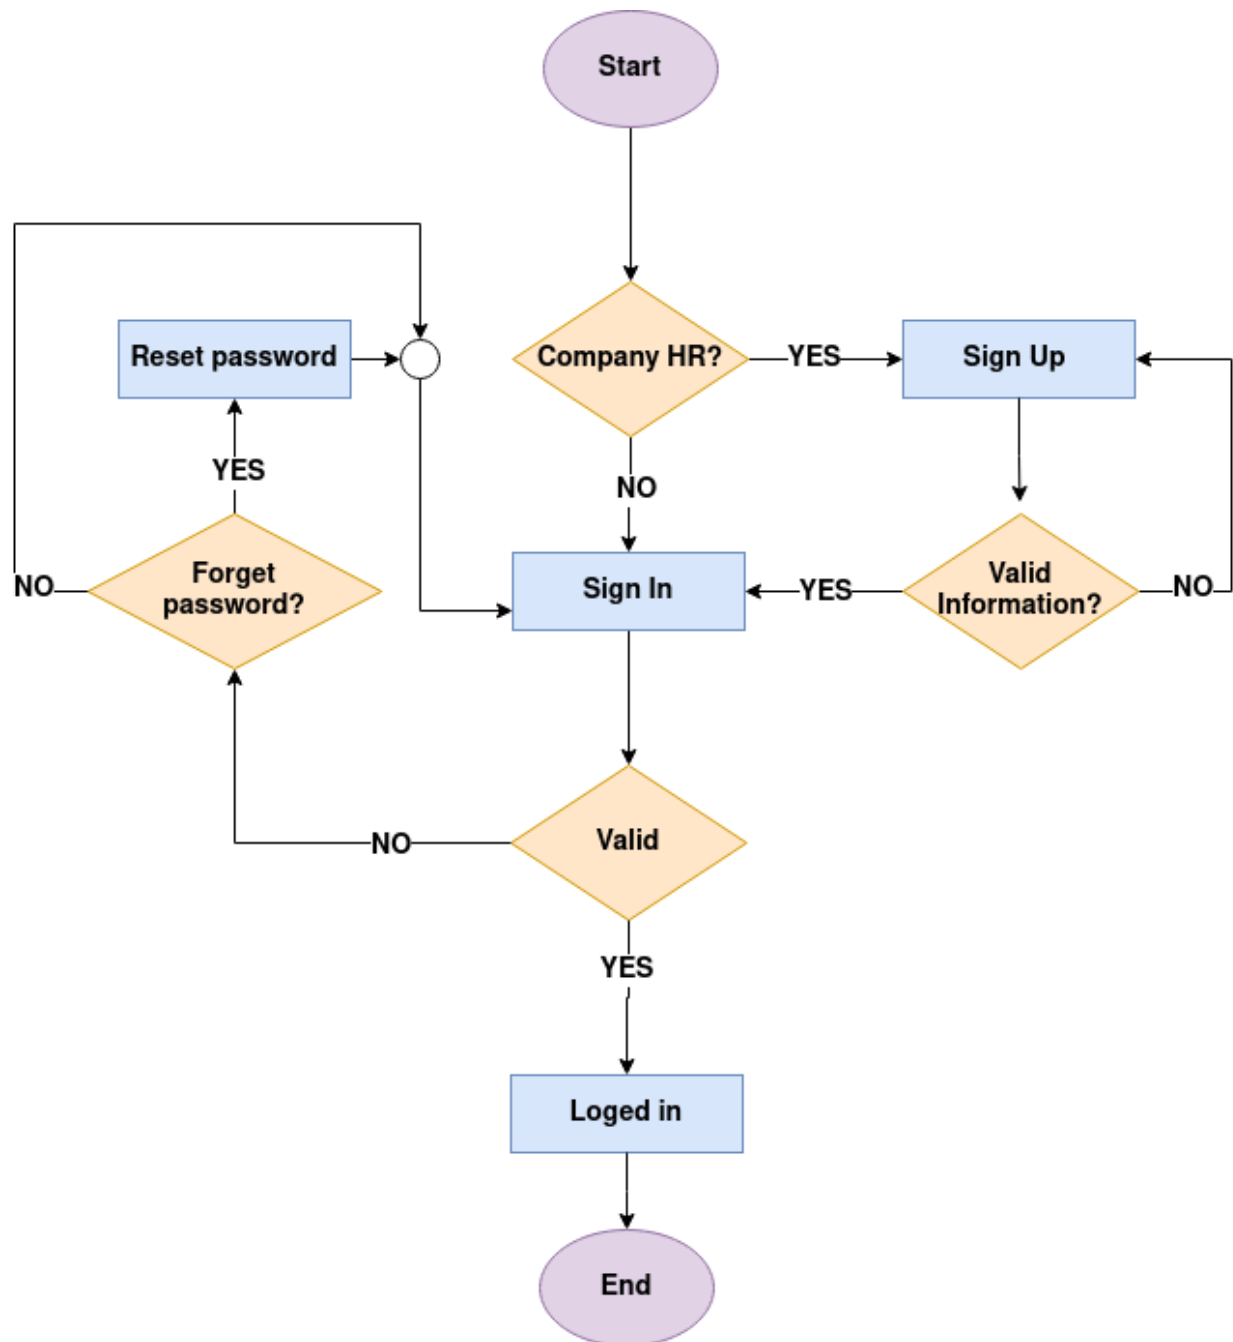 Start
Company HR?
YES
Sign Up
Reset password
YES
NO
Forget
password?
NO
Sign In
YES
Valid
Information?
NO
Valid
NO
YES
Loged in
End